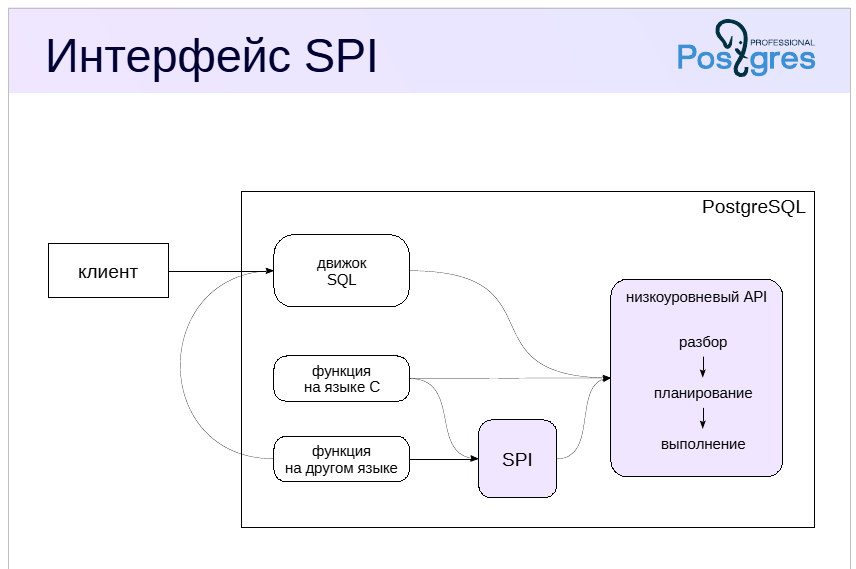 Интерфейс SPI
PROFESSIONAL
Postgres
PostgreSQL
клиент
движок
SQL
функция
на языке C
функция
на другом языке
SPI
низкоуровневый API
разбор
планирование
выполнение